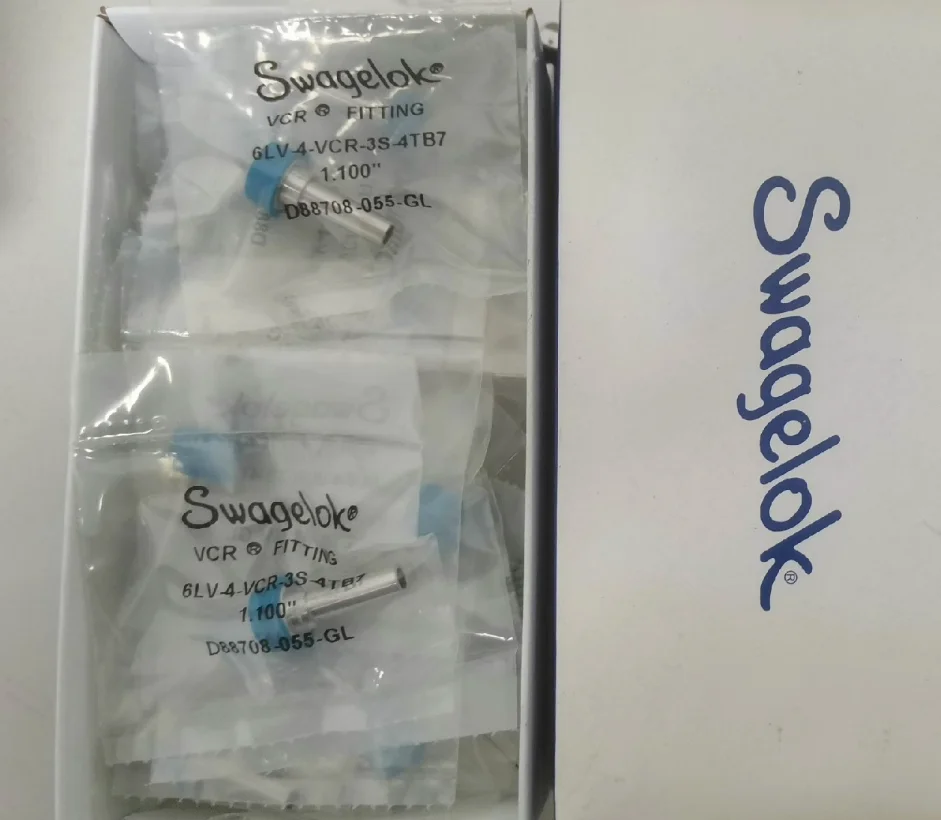 Swagelok®
VCR ® FITTING
6LV-4-VCR-3S-4TB7
1.100"
D88708-055-GL
Swagelok®
VCR ® FITTING
6LV-4-VCR-3S-4TB7
1.100"
D88708-055-GL
Swagelok®